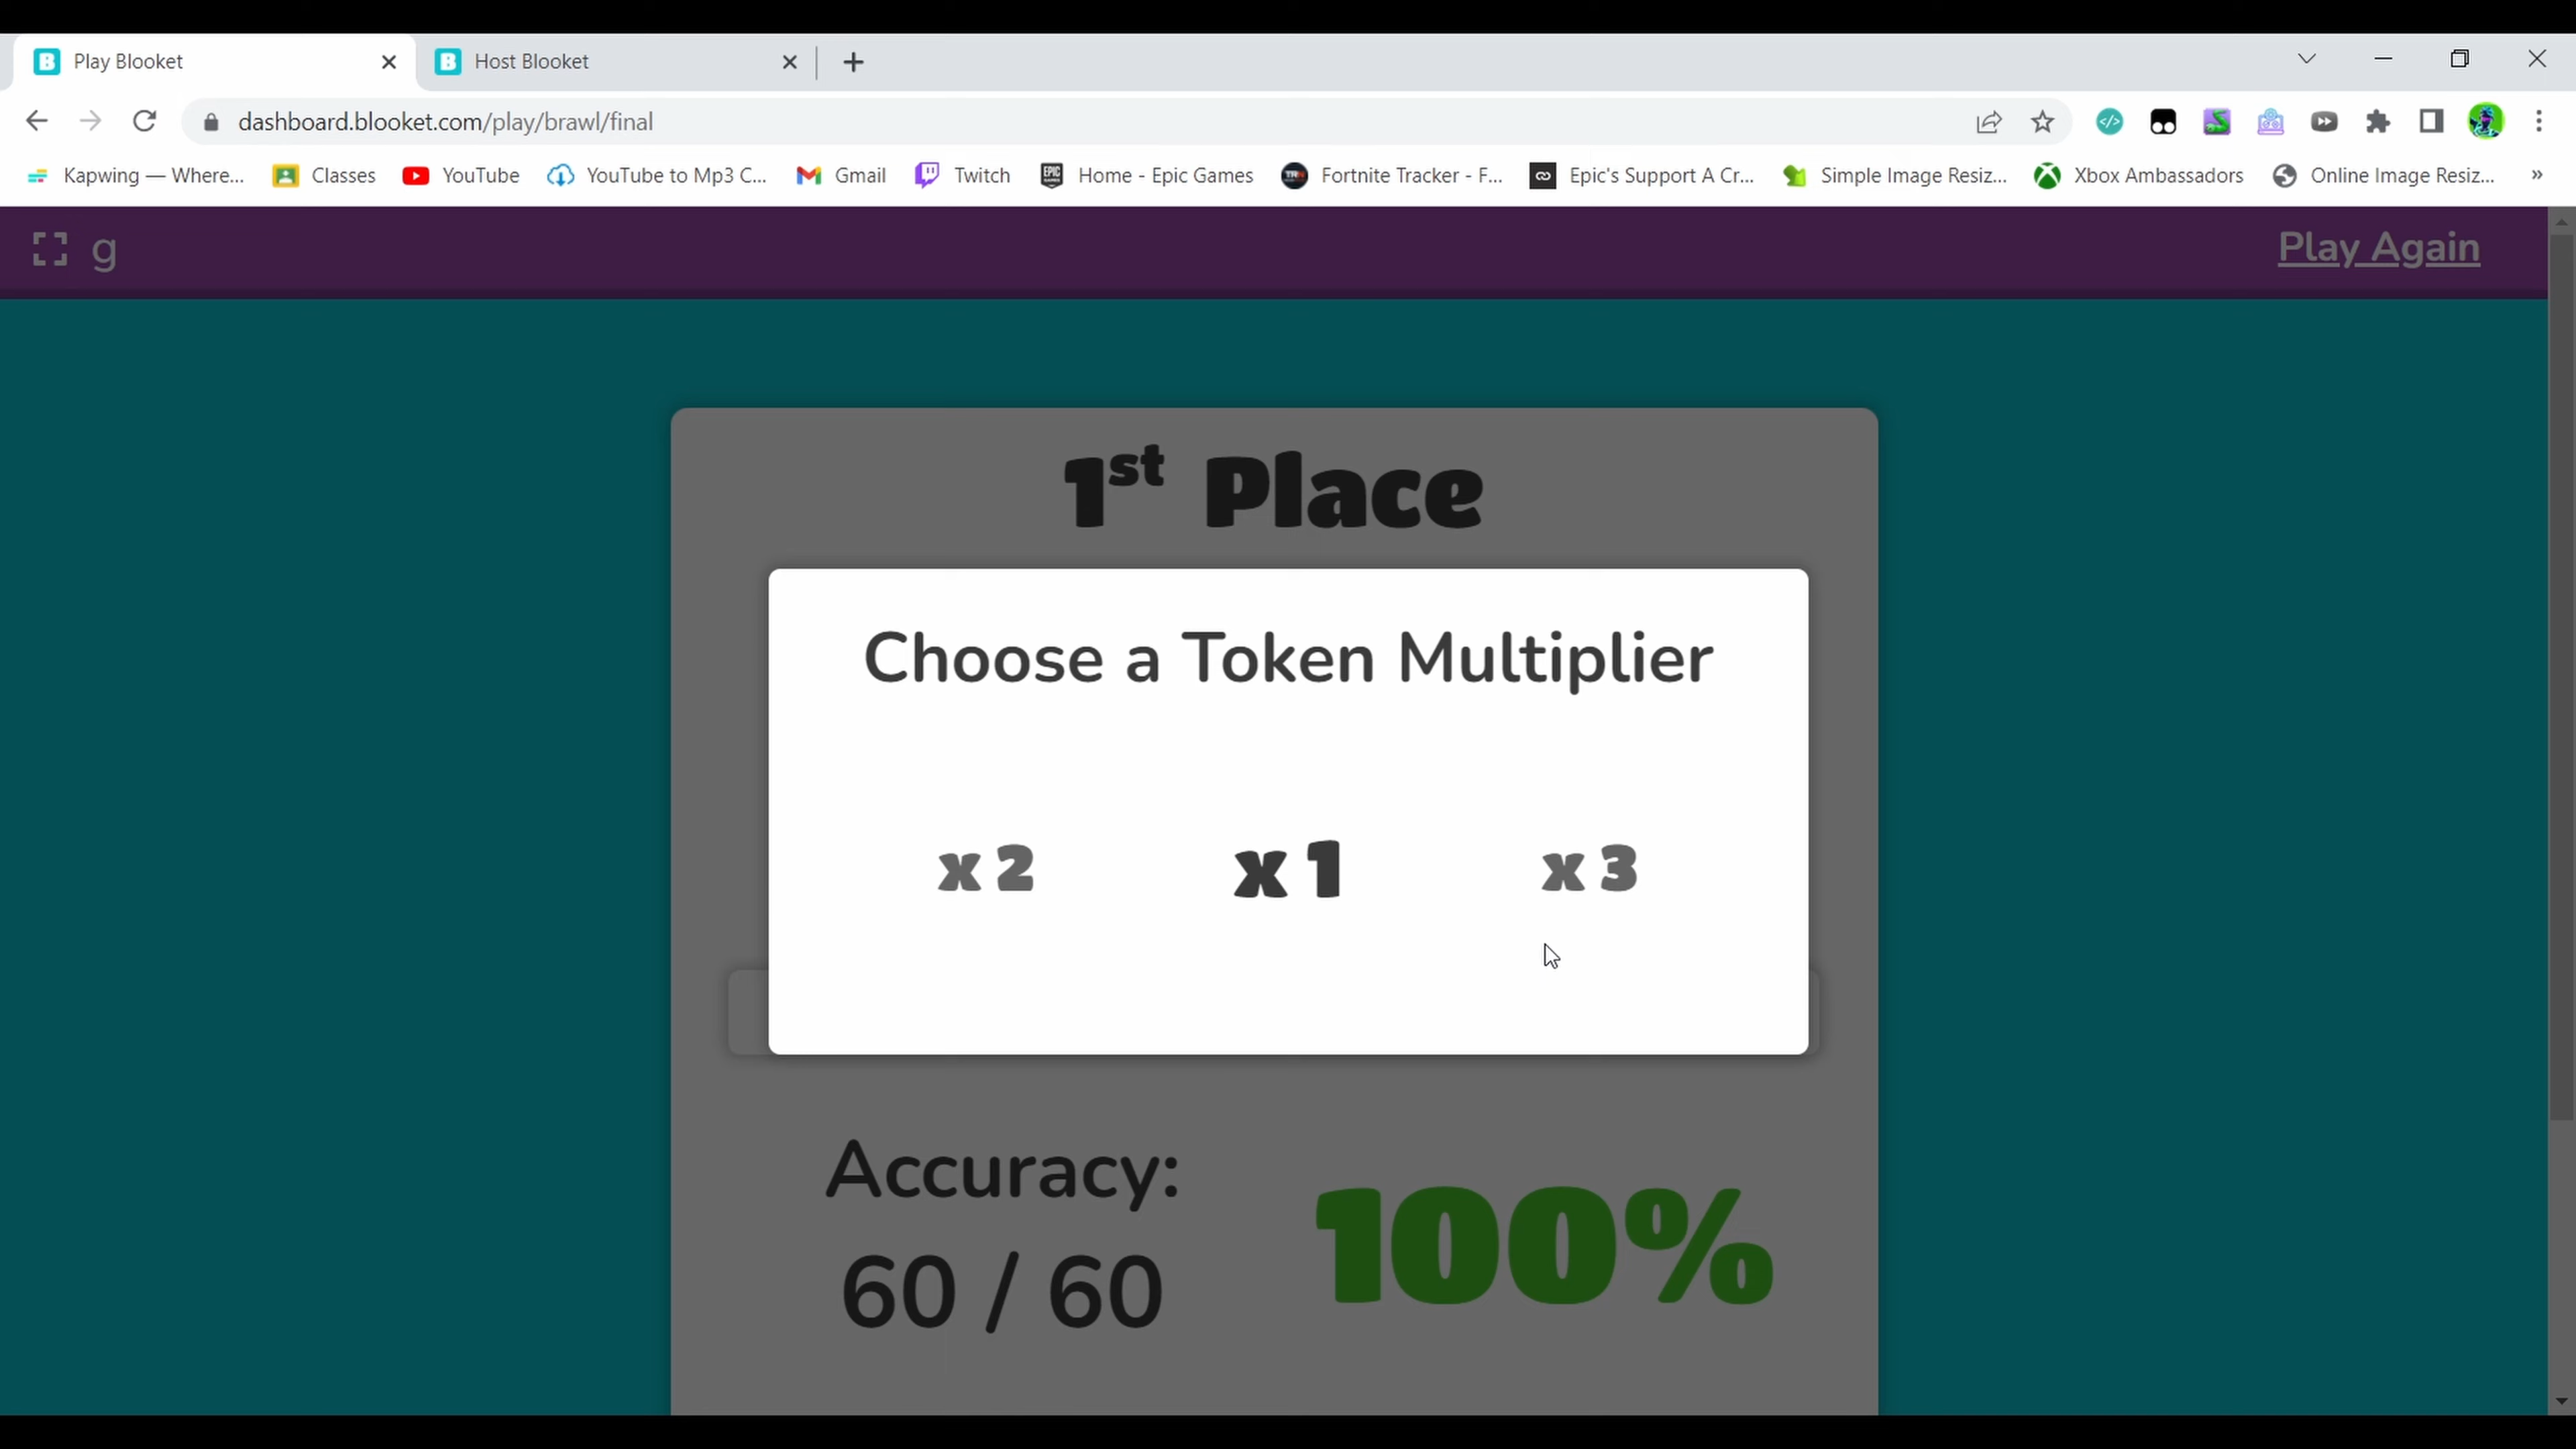 Play Blooket
Host Blooket
dashboard.blooket.com/play/brawl/final
Kapwing — Where... Classes YouTube YouTube to Mp3 C... Gmail Twitch Home - Epic Games Fortnite Tracker - F... Epic's Support A Cr... Simple Image Resiz... Xbox Ambassadors Online Image Resiz... »
g
Play Again
1st Place
Choose a Token Multiplier
x 2 x 1 x 3
Accuracy:
60 / 60
100%